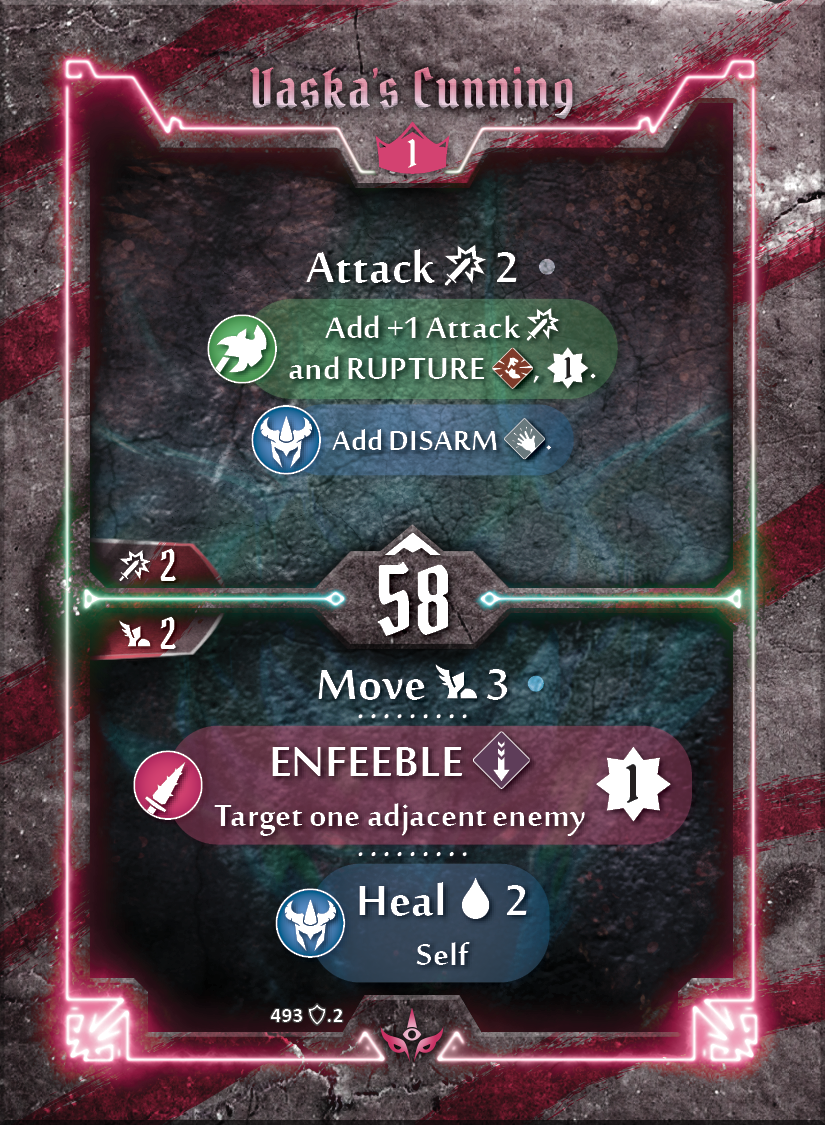 Vaska's Cunning
1
Attack 2
Add +1 Attack
and RUPTURE , 1.
Add DISARM .
2
58
2
Move 3
ENFEEBLE
1
Target one adjacent enemy
Heal 2
Self
493 .2